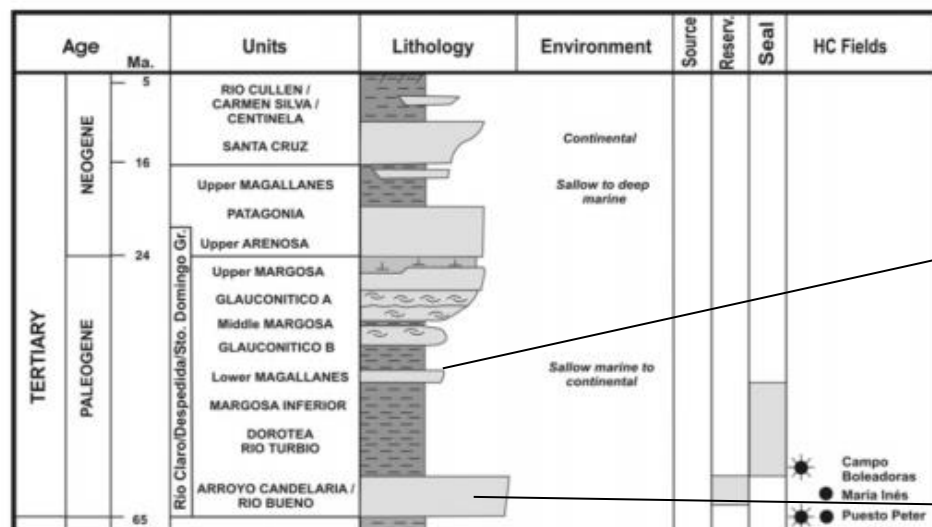 Age
Ma.
Units
Lithology
Environment
Source
Reserv.
Seal
HC Fields
TERTIARY
NEOGENE
PALEOGENE
5
16
24
65
Río Claro/Despedida/Sto. Domingo Gr.
RIO CULLEN /
CARMEN SILVA /
CENTINELA
SANTA CRUZ
Upper MAGALLANES
PATAGONIA
Upper ARENOSA
Upper MARGOSA
GLAUCONITICO A
Middle MARGOSA
GLAUCONITICO B
Lower MAGALLANES
MARGOSA INFERIOR
DOROTEA
RIO TURBIO
ARROYO CANDELARIA /
RIO BUENO
Continental
Sallow to deep
marine
Sallow marine to
continental
Campo
Boleadoras
María Inés
Puesto Peter